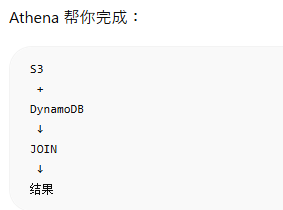 Athena 帮你完成：
S3
+
DynamoDB
↓
JOIN
↓
结果